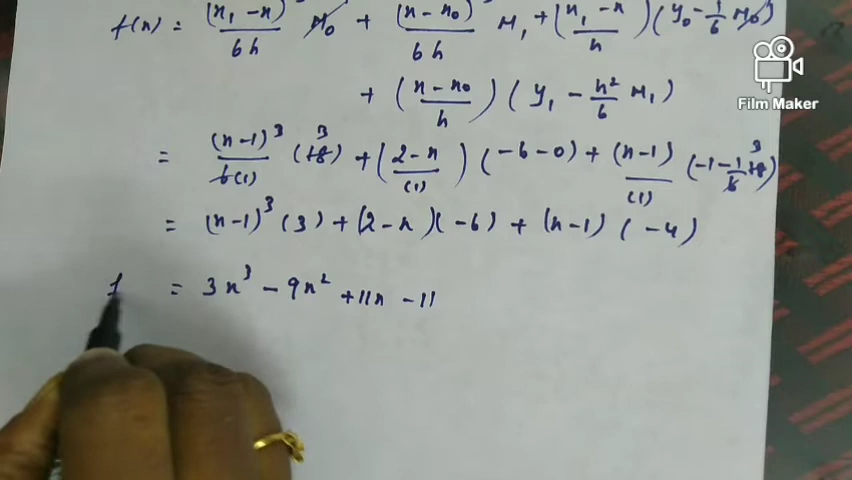 f(x) = (x₁ - x)/6h M₀ + (x - x₀)/6h M₁ + (x₁ - x/h) (y₀ - 1/6 M₀)
Film Maker
+ (x - x₀/h) (y₁ - h²/6 M₁)
= (x-1)³/6(1) (18) 3 + (2-x/(1)) (-6-0) + (x-1)/(1) (-1 - 1/6 18) 3
= (x-1)³ (3) + (2-x)(-6) + (x-1) (-4)
f = 3x³ - 9x² + 11x - 11